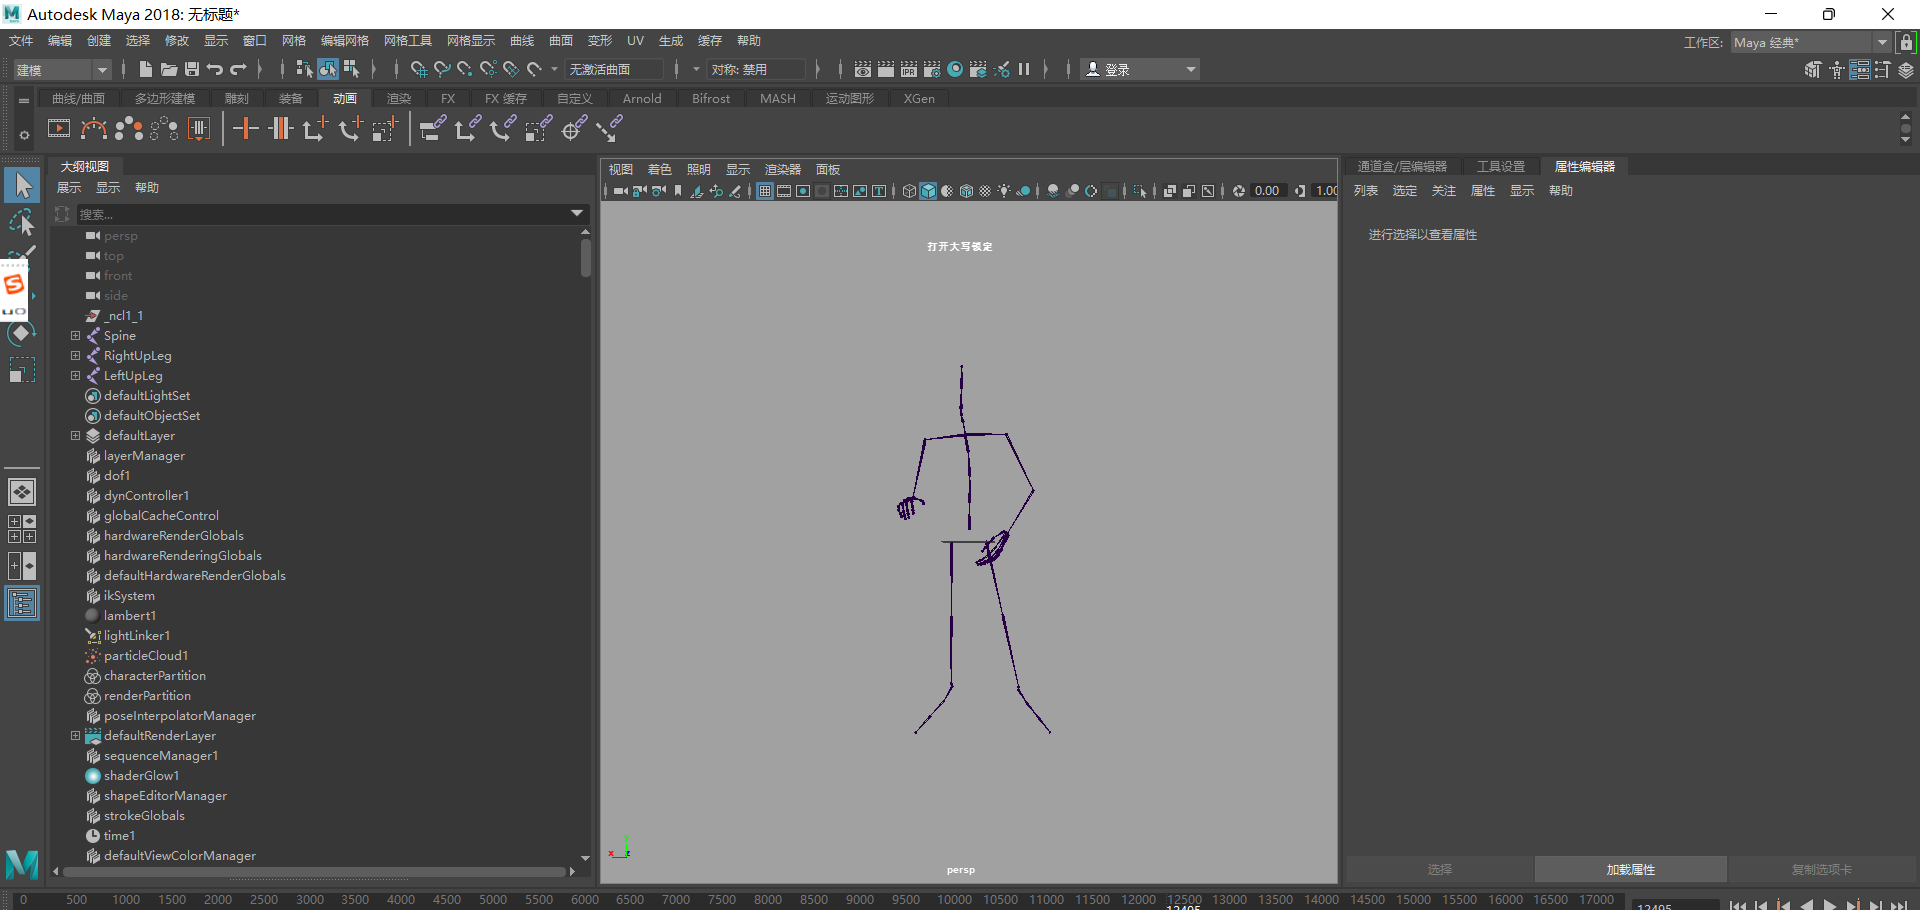 Autodesk Maya 2018: 无标题*
文件 编辑 创建 选择 修改 显示 窗口 网格 编辑网格 网格工具 网格显示 曲线 曲面 变形 UV 生成 缓存 帮助
工作区: Maya 经典*
建模 无激活曲面 对称: 禁用 IPR 登录
曲线/曲面 多边形建模 雕刻 装备 动画 渲染 FX FX 缓存 自定义 Arnold Bifrost MASH 运动图形 XGen
大纲视图
展示 显示 帮助
搜索...
persp
top
front
side
_ncl1_1
Spine
RightUpLeg
LeftUpLeg
defaultLightSet
defaultObjectSet
defaultLayer
layerManager
dof1
dynController1
globalCacheControl
hardwareRenderGlobals
hardwareRenderingGlobals
defaultHardwareRenderGlobals
ikSystem
lambert1
lightLinker1
particleCloud1
characterPartition
renderPartition
poseInterpolatorManager
defaultRenderLayer
sequenceManager1
shaderGlow1
shapeEditorManager
strokeGlobals
time1
defaultViewColorManager
视图 着色 照明 显示 渲染器 面板
0.00 1.00
打开大写锁定
persp
通道盒/层编辑器 工具设置 属性编辑器
列表 选定 关注 属性 显示 帮助
进行选择以查看属性
选择 加载属性 复制选项卡
0 500 1000 1500 2000 2500 3000 3500 4000 4500 5000 5500 6000 6500 7000 7500 8000 8500 9000 9500 10000 10500 11000 11500 12000 12500 13000 13500 14000 14500 15000 15500 16000 16500 17000
12495 12495